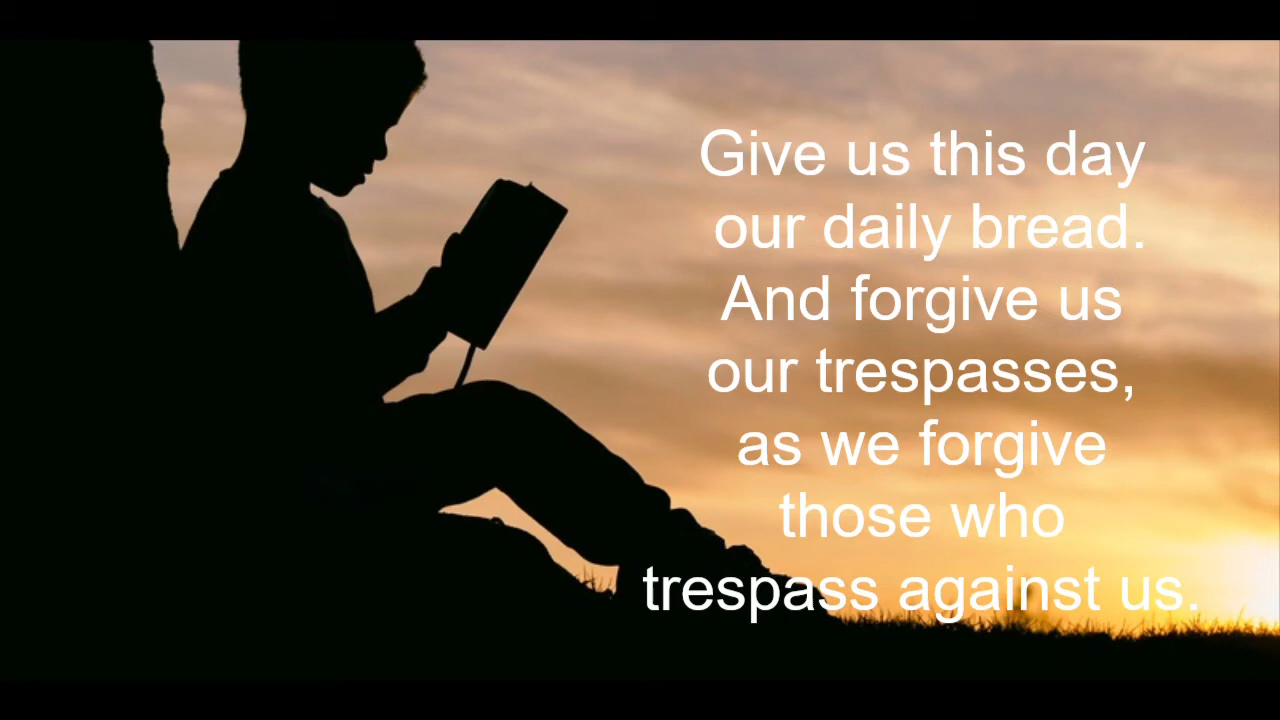 Give us this day
our daily bread.
And forgive us
our trespasses,
as we forgive
those who
trespass against us.